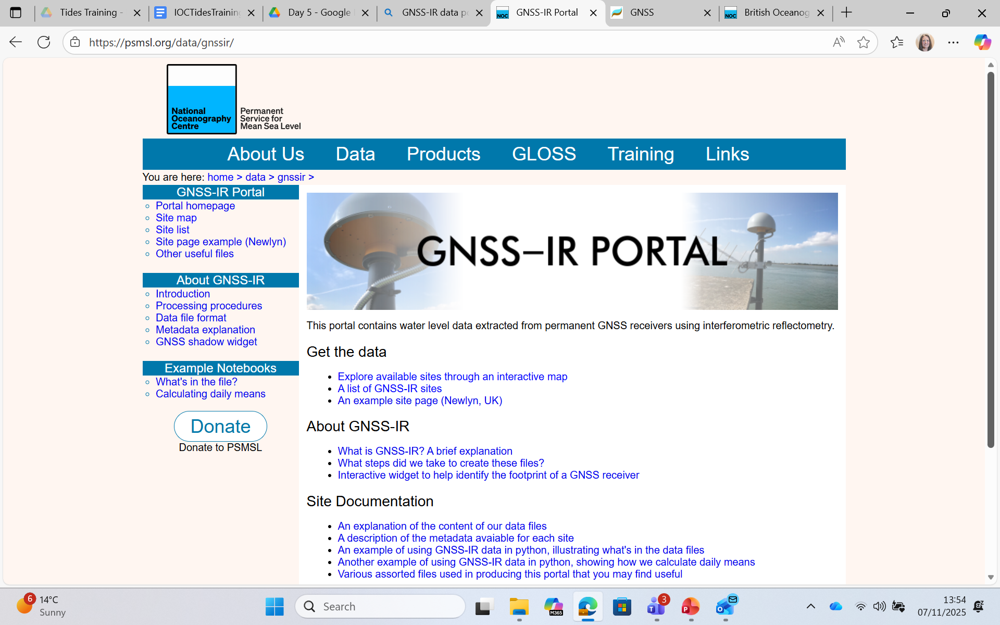 Tides Training -
IOCTidesTraining
Day 5 - Google
GNSS-IR data po
GNSS-IR Portal
GNSS
British Oceanog
https://psmsl.org/data/gnssir/
National
Oceanography
Centre
Permanent
Service for
Mean Sea Level
About Us
Data
Products
GLOSS
Training
Links
You are here: home > data > gnssir >
GNSS-IR Portal
Portal homepage
Site map
Site list
Site page example (Newlyn)
Other useful files
About GNSS-IR
Introduction
Processing procedures
Data file format
Metadata explanation
GNSS shadow widget
Example Notebooks
What's in the file?
Calculating daily means
Donate
Donate to PSMSL
GNSS–IR PORTAL
This portal contains water level data extracted from permanent GNSS receivers using interferometric reflectometry.
Get the data
Explore available sites through an interactive map
A list of GNSS-IR sites
An example site page (Newlyn, UK)
About GNSS-IR
What is GNSS-IR? A brief explanation
What steps did we take to create these files?
Interactive widget to help identify the footprint of a GNSS receiver
Site Documentation
An explanation of the content of our data files
A description of the metadata avaiable for each site
An example of using GNSS-IR data in python, illustrating what's in the data files
Another example of using GNSS-IR data in python, showing how we calculate daily means
Various assorted files used in producing this portal that you may find useful
6
14°C
Sunny
Search
M365
3
13:54
07/11/2025